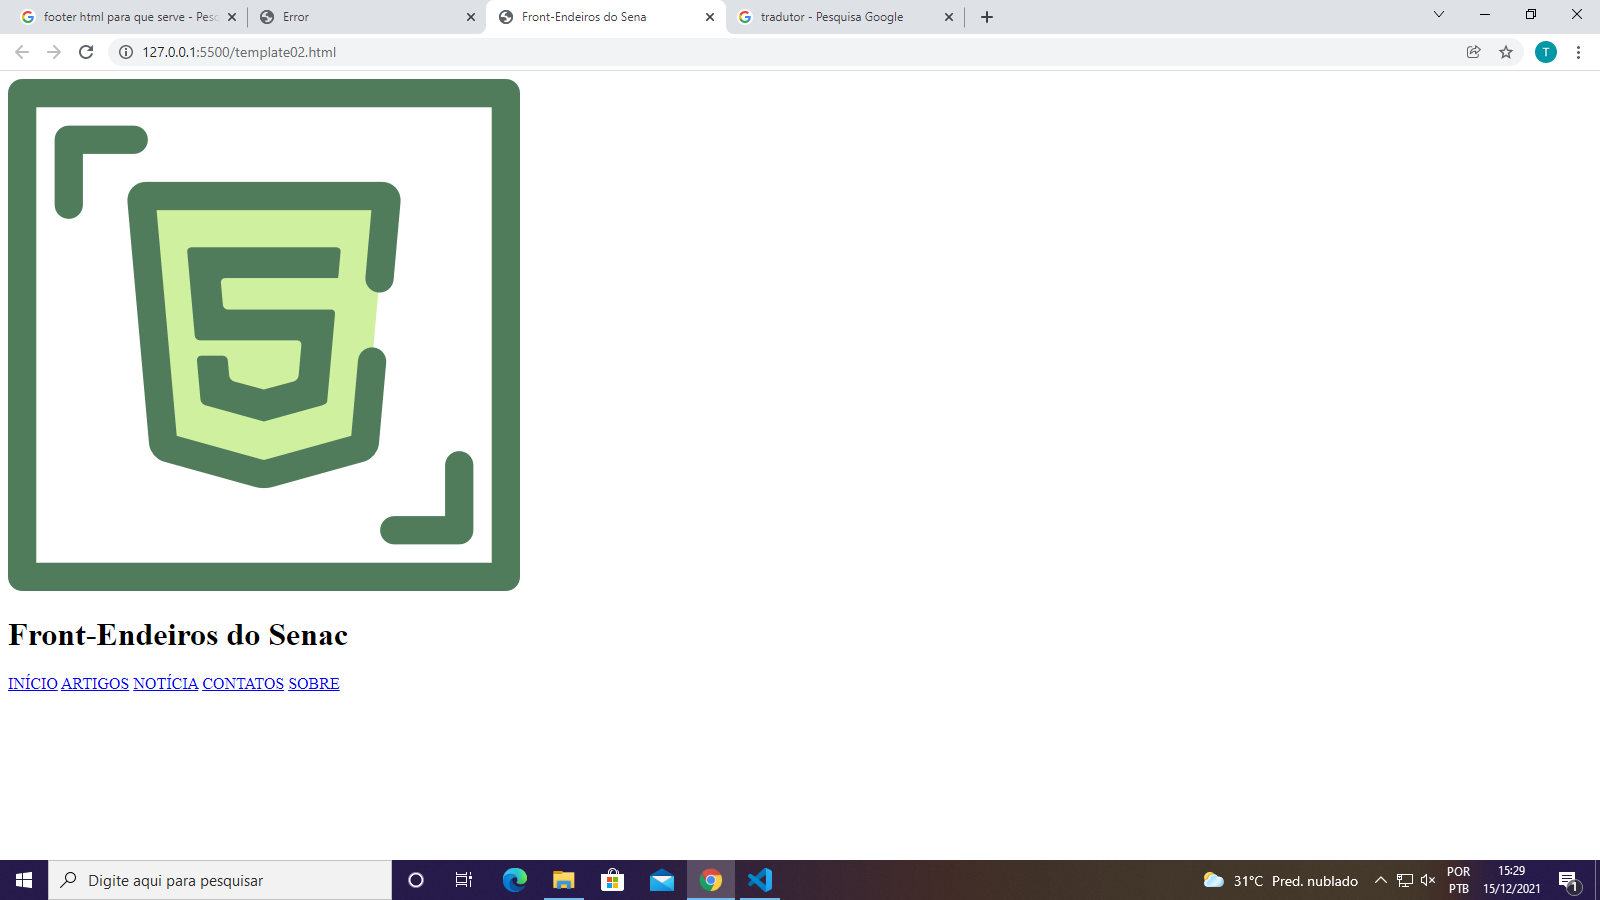 footer html para que serve - Pesq
Error
Front-Endeiros do Sena
tradutor - Pesquisa Google
127.0.0.1:5500/template02.html
T
5
Front-Endeiros do Senac
INÍCIO ARTIGOS NOTÍCIA CONTATOS SOBRE
Digite aqui para pesquisar
31°C Pred. nublado
POR
PTB
15:29
15/12/2021
1